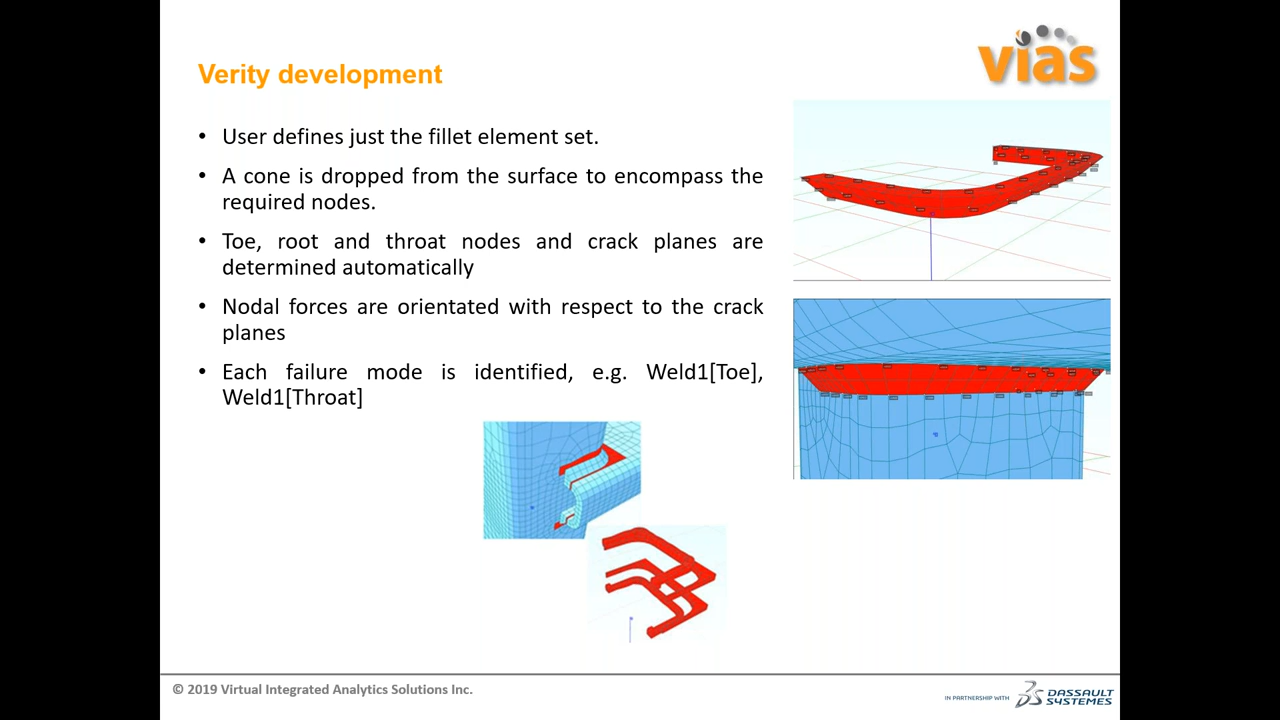 Verity development
vias
• User defines just the fillet element set.
• A cone is dropped from the surface to encompass the
required nodes.
• Toe, root and throat nodes and crack planes are
determined automatically
• Nodal forces are orientated with respect to the crack
planes
• Each failure mode is identified, e.g. Weld1[Toe],
Weld1[Throat]
© 2019 Virtual Integrated Analytics Solutions Inc.
IN PARTNERSHIP WITH
DASSAULT
SYSTEMES